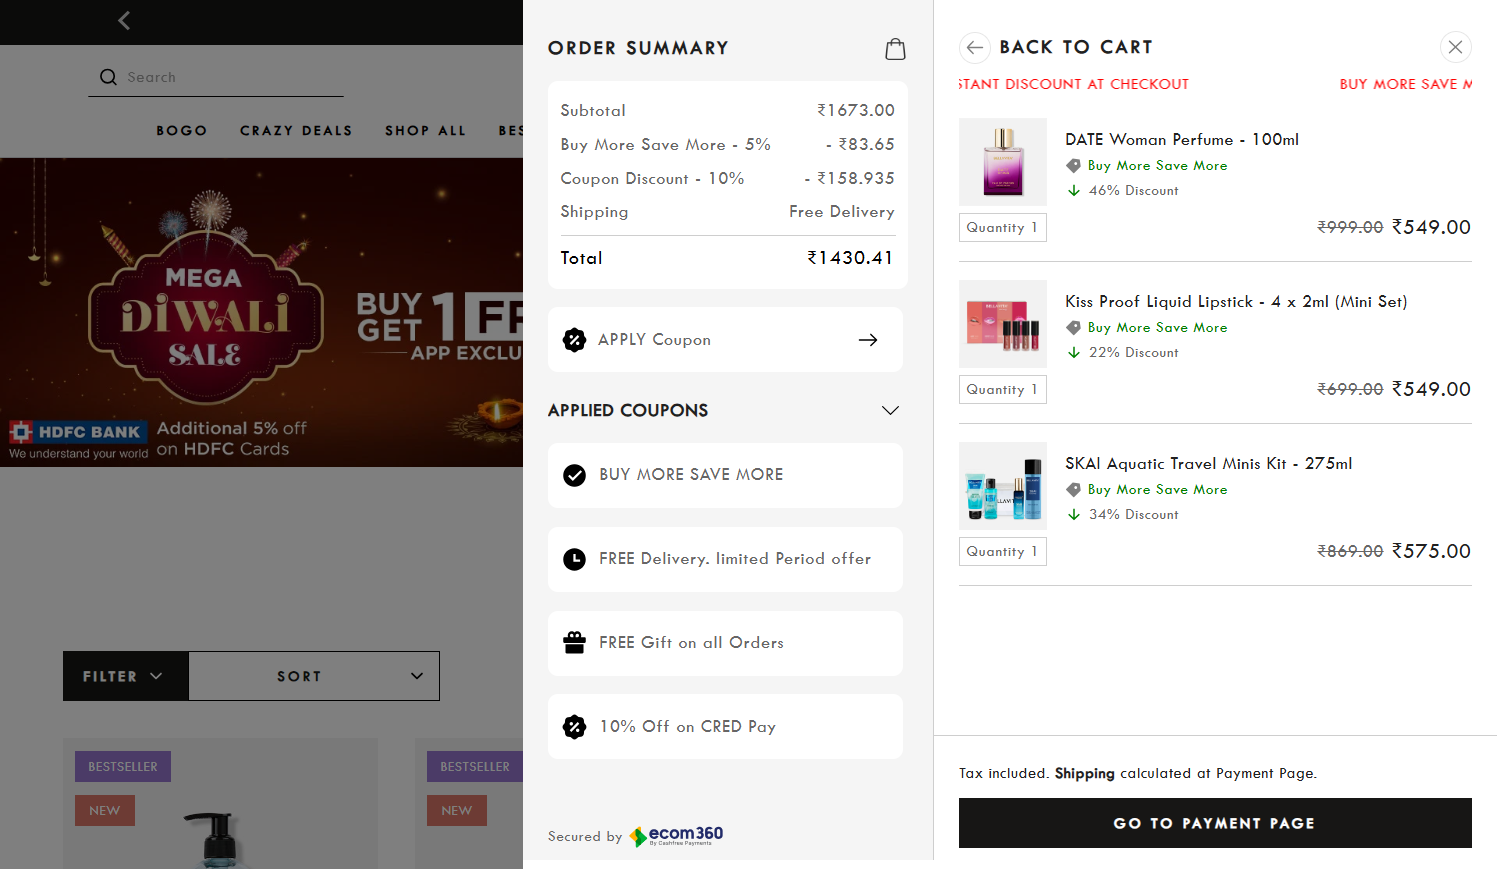 Search
BOGO
CRAZY DEALS
SHOP ALL
MEGA
DIWALI
SALE
BUY 1
GET
APP
HDFC BANK
We understand your world
Additional 5% off
on HDFC Cards
FILTER
SORT
BESTSELLER
NEW
BESTSELLER
NEW
ORDER SUMMARY
Subtotal ₹1673.00
Buy More Save More - 5% - ₹83.65
Coupon Discount - 10% - ₹158.935
Shipping Free Delivery
Total ₹1430.41
APPLY Coupon
APPLIED COUPONS
BUY MORE SAVE MORE
FREE Delivery. limited Period offer
FREE Gift on all Orders
10% Off on CRED Pay
Secured by ecom360
By Cashfree Payments
BACK TO CART
DISCOUNT AT CHECKOUT BUY MORE SAVE
DATE Woman Perfume - 100ml
Buy More Save More
46% Discount
Quantity 1
₹999.00 ₹549.00
Kiss Proof Liquid Lipstick - 4 x 2ml (Mini Set)
Buy More Save More
22% Discount
Quantity 1
₹699.00 ₹549.00
SKAI Aquatic Travel Minis Kit - 275ml
Buy More Save More
34% Discount
Quantity 1
₹869.00 ₹575.00
Tax included. Shipping calculated at Payment Page.
GO TO PAYMENT PAGE